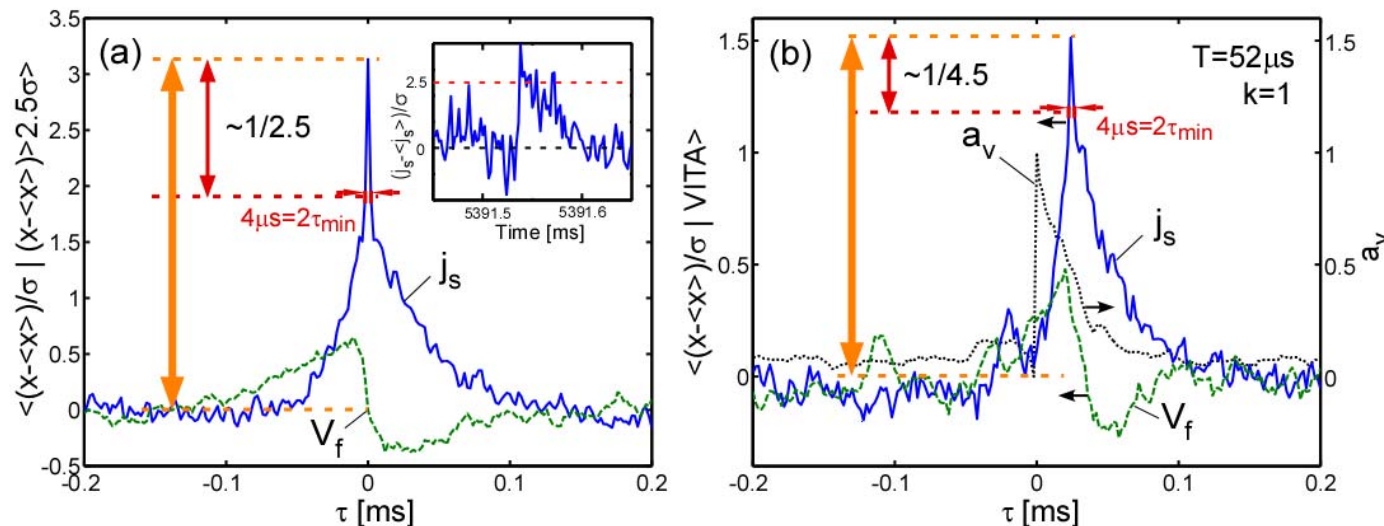 (a)
<(x-<x>)/σ | (x-<x>)>2.5σ>
3.5
3
2.5
2
1.5
1
0.5
0
-0.5
-0.2
-0.1
0
0.1
0.2
τ [ms]
~1/2.5
4μs=2τmin
js
Vf
(js-<js>)/σ
2.5
0
5391.5
5391.6
Time [ms]
(b)
<(x-<x>)/σ | VITA>
1.5
1
0.5
0
-0.2
-0.1
0
0.1
0.2
τ [ms]
~1/4.5
T=52μs
k=1
4μs=2τmin
av
js
Vf
1.5
1
0.5
0
av